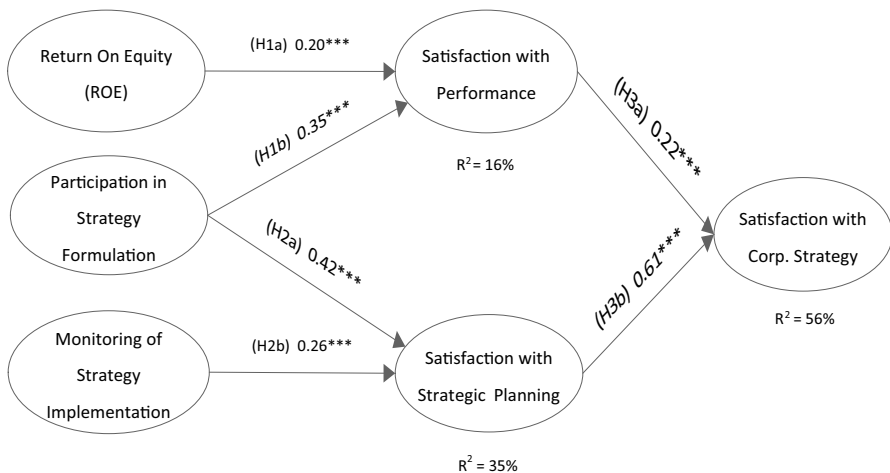 Return On Equity
(ROE)
(H1a) 0.20***
Satisfaction with
Performance
R² = 16%
(H1b) 0.35***
(H3a) 0.22***
Participation in
Strategy
Formulation
(H2a) 0.42***
Satisfaction with
Corp. Strategy
R² = 56%
(H3b) 0.61***
Monitoring of
Strategy
Implementation
(H2b) 0.26***
Satisfaction with
Strategic Planning
R² = 35%